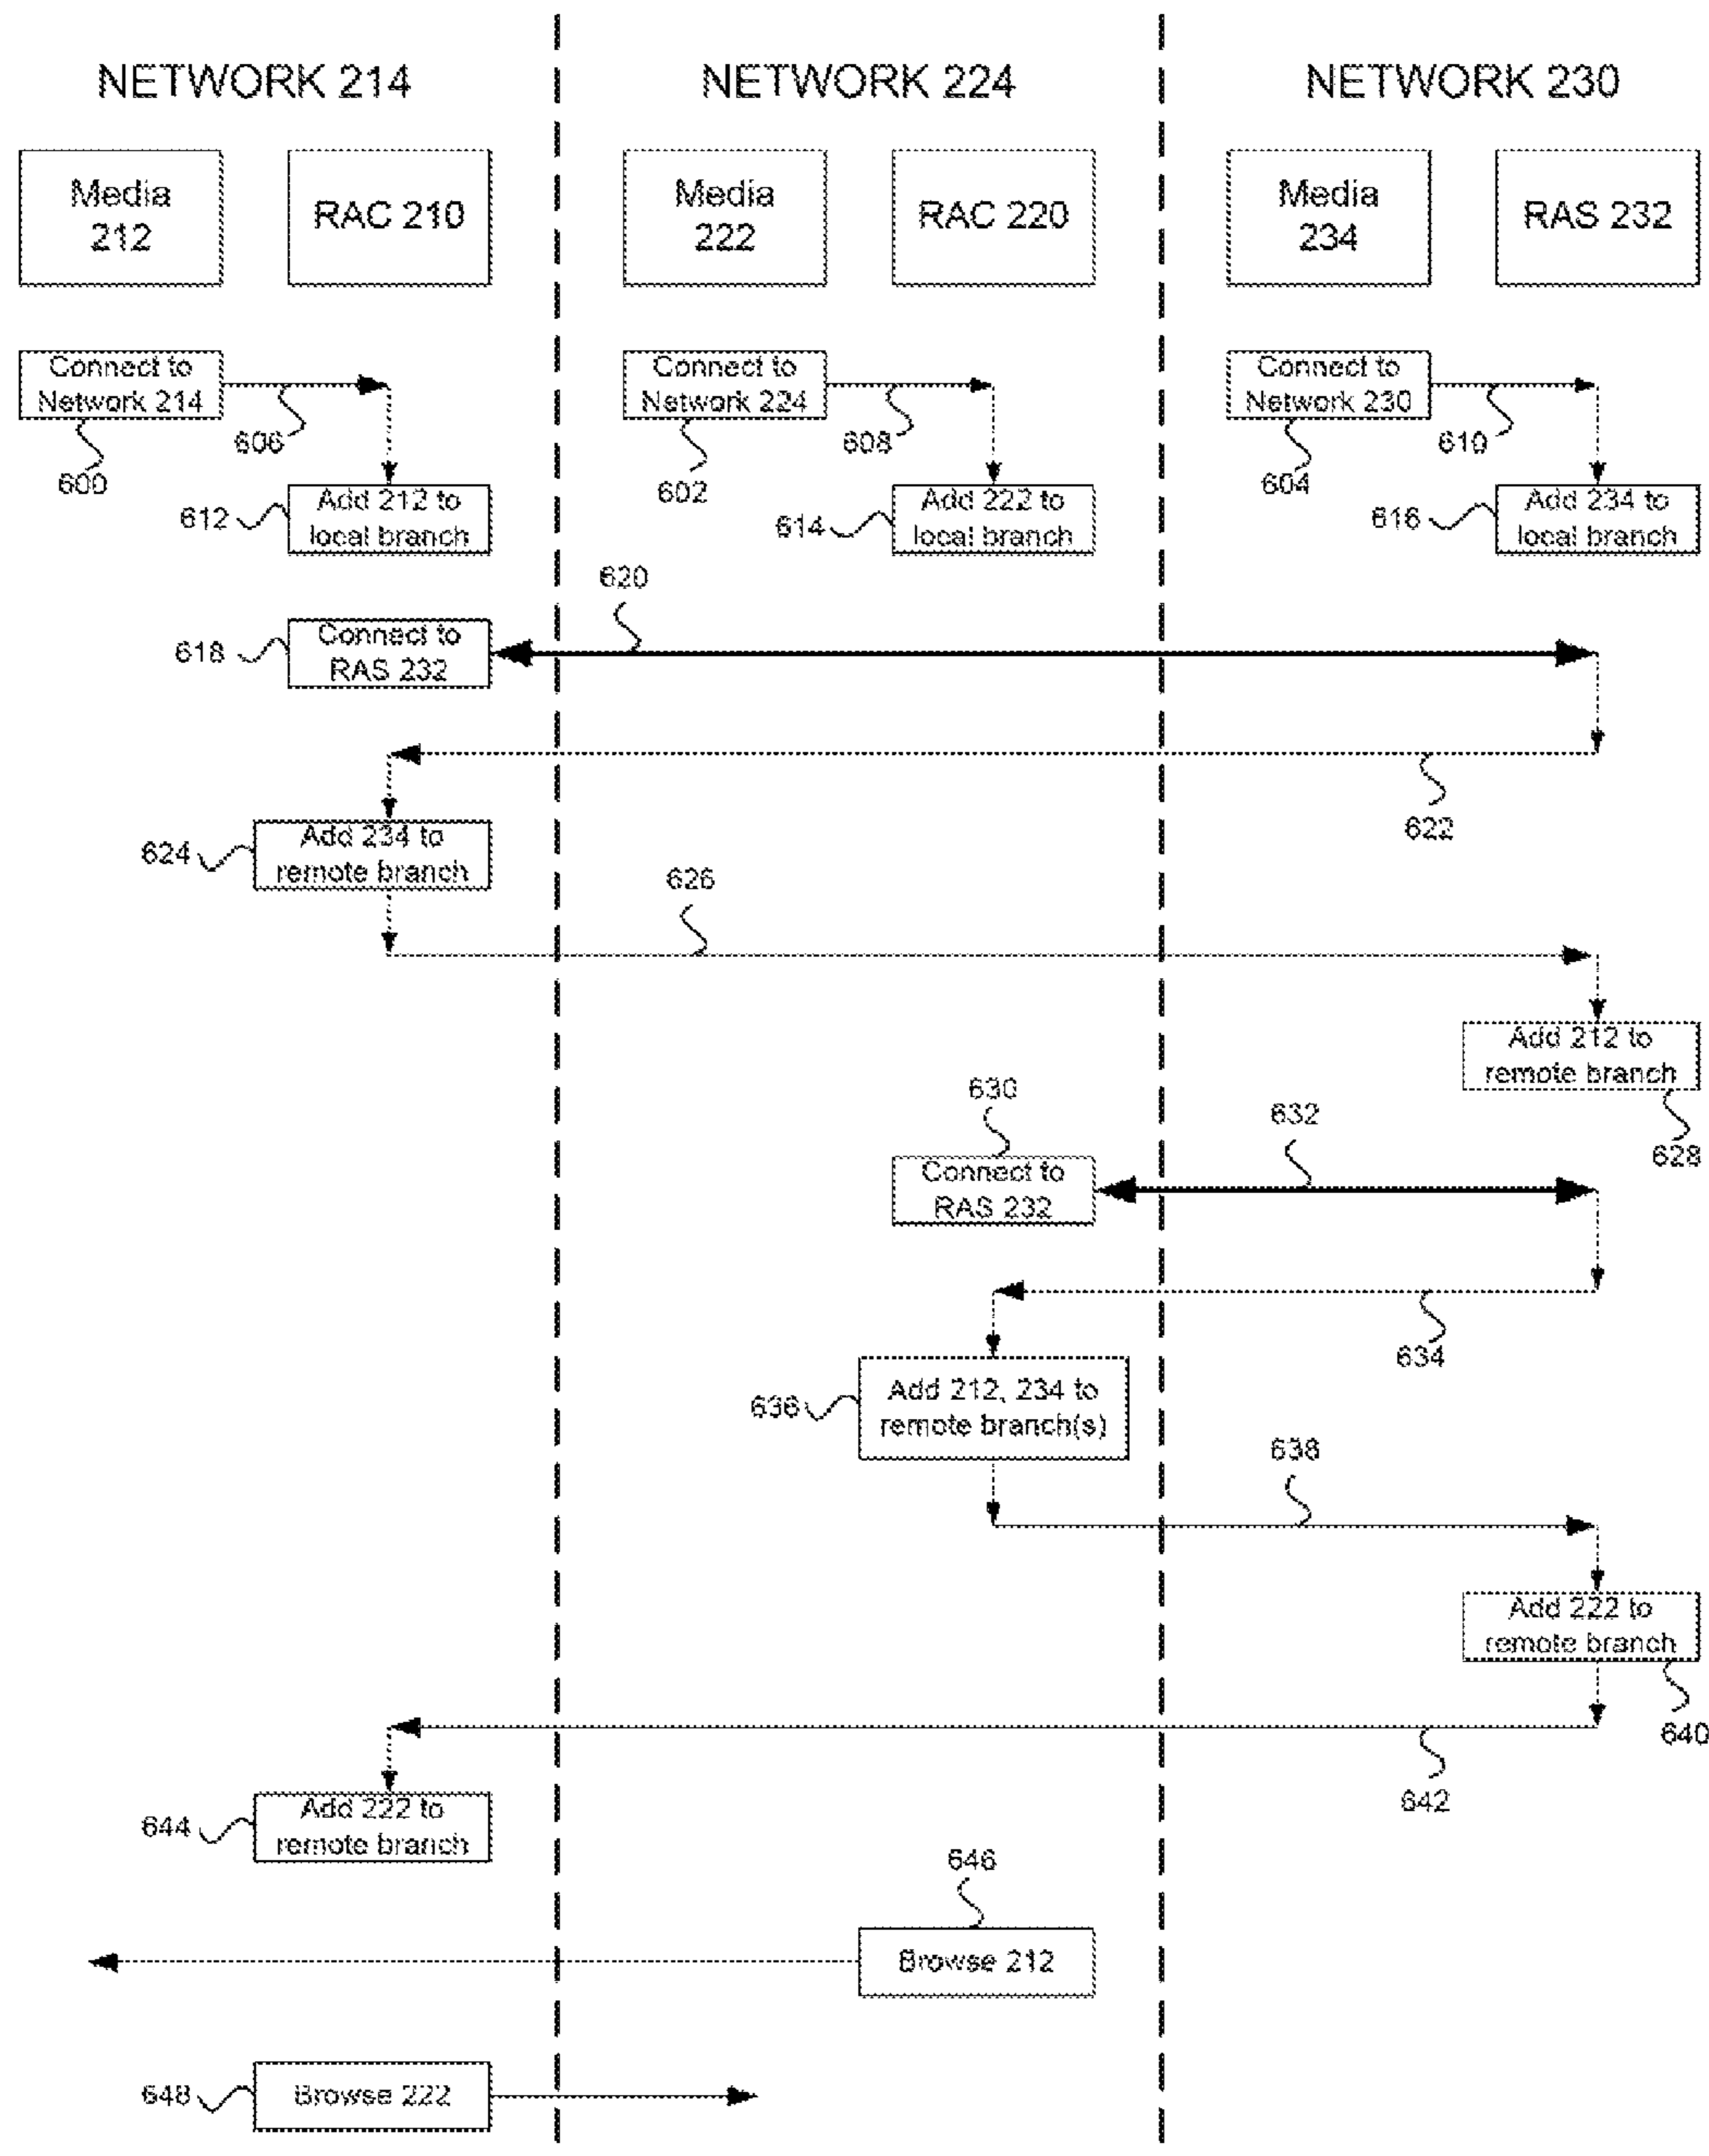 NETWORK 214
NETWORK 224
NETWORK 230
Media
212
RAC 210
Media
222
RAC 220
Media
234
RAS 232
Connect to
Network 214
606
600
Connect to
Network 224
608
602
Connect to
Network 230
610
604
612
Add 212 to
local branch
614
Add 222 to
local branch
616
Add 234 to
local branch
620
618
Connect to
RAS 232
622
624
Add 234 to
remote branch
626
Add 212 to
remote branch
628
630
632
Connect to
RAS 232
634
636
Add 212, 234 to
remote branch(s)
638
Add 222 to
remote branch
640
642
644
Add 222 to
remote branch
646
Browse 212
648
Browse 222